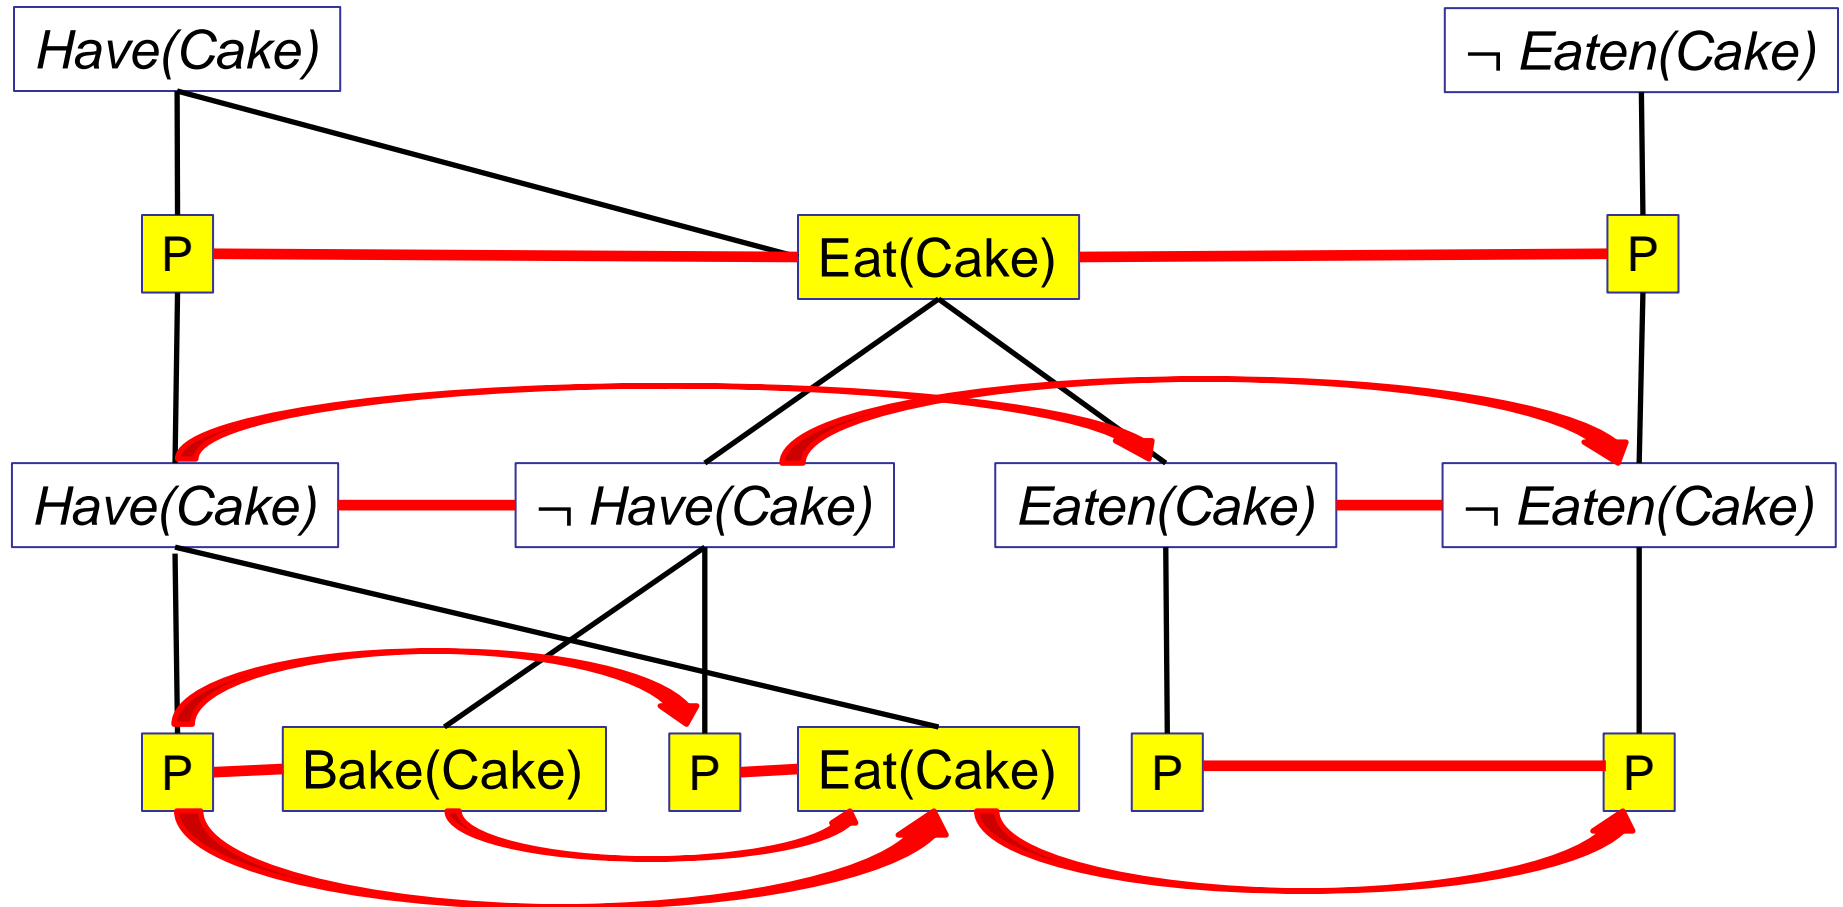 Have(Cake)
¬ Eaten(Cake)
P
Eat(Cake)
P
Have(Cake)
¬ Have(Cake)
Eaten(Cake)
¬ Eaten(Cake)
P
Bake(Cake)
P
Eat(Cake)
P
P